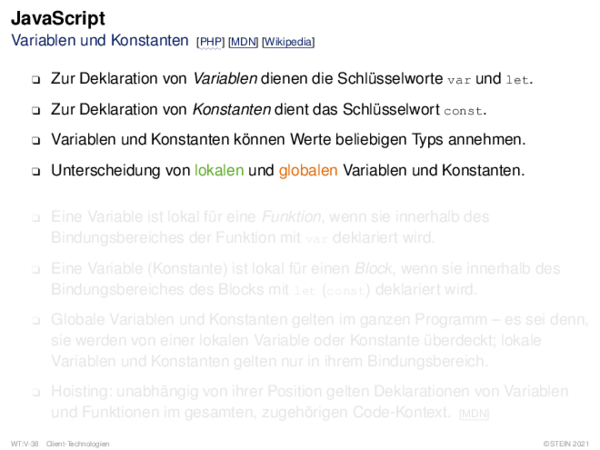 JavaScript
Variablen und Konstanten [PHP] [MDN] [Wikipedia]
❑ Zur Deklaration von Variablen dienen die Schlüsselworte var und let.
❑ Zur Deklaration von Konstanten dient das Schlüsselwort const.
❑ Variablen und Konstanten können Werte beliebigen Typs annehmen.
❑ Unterscheidung von lokalen und globalen Variablen und Konstanten.
❑ Eine Variable ist lokal für eine Funktion, wenn sie innerhalb des
Bindungsbereiches der Funktion mit var deklariert wird.
❑ Eine Variable (Konstante) ist lokal für einen Block, wenn sie innerhalb des
Bindungsbereiches des Blocks mit let (const) deklariert wird.
❑ Globale Variablen und Konstanten gelten im ganzen Programm – es sei denn,
sie werden von einer lokalen Variable oder Konstante überdeckt; lokale
Variablen und Konstanten gelten nur in ihrem Bindungsbereich.
❑ Hoisting: unabhängig von ihrer Position gelten Deklarationen von Variablen
und Funktionen im gesamten, zugehörigen Code-Kontext. [MDN]
WT:V-38 Client-Technologien ©STEIN 2021